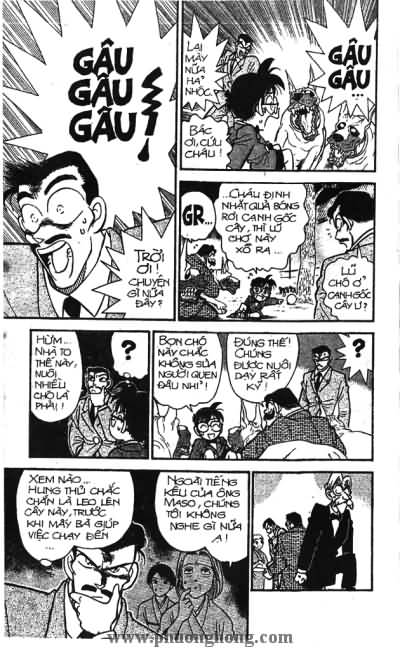 GÂU
GÂU
GÂU!
TRỜI
ƠI!
CHUYỆN
GÌ NỮA
ĐÂY?
LẠI
MÀY
NỮA
HẢ
NHÓC.
BÁC
ƠI, CỨU
CHÁU!
GÂU
GÂU
...
...CHÁU ĐỊNH
NHẶT QUẢ BÓNG
RƠI CẠNH GỐC
CÂY, THÌ LŨ
CHÓ NÀY
XỔ RA...
GR...
LŨ
CHÓ Ở
CẠNH GỐC
CÂY Ư?
HỪM...
NHÀ TO
THẾ NÀY,
NUÔI
NHIỀU
CHÓ LÀ
PHẢI!
?
BỌN CHÓ
NÀY CHẮC
KHÔNG SỦA
NGƯỜI QUEN
ĐÂU NHỈ!
ĐÚNG THẾ!
CHÚNG
ĐƯỢC NUÔI
DẠY RẤT
KỸ!
?
XEM NÀO...
HUNG THỦ CHẮC
CHẮN LÀ LEO LÊN
CÂY NÀY, TRƯỚC
KHI MẤY BÀ GIÚP
VIỆC CHẠY ĐẾN
NGOÀI TIẾNG
KÊU CỦA ÔNG
MASO, CHÚNG
TÔI KHÔNG
NGHE GÌ NỮA
Ạ!
www.phuonghong.com